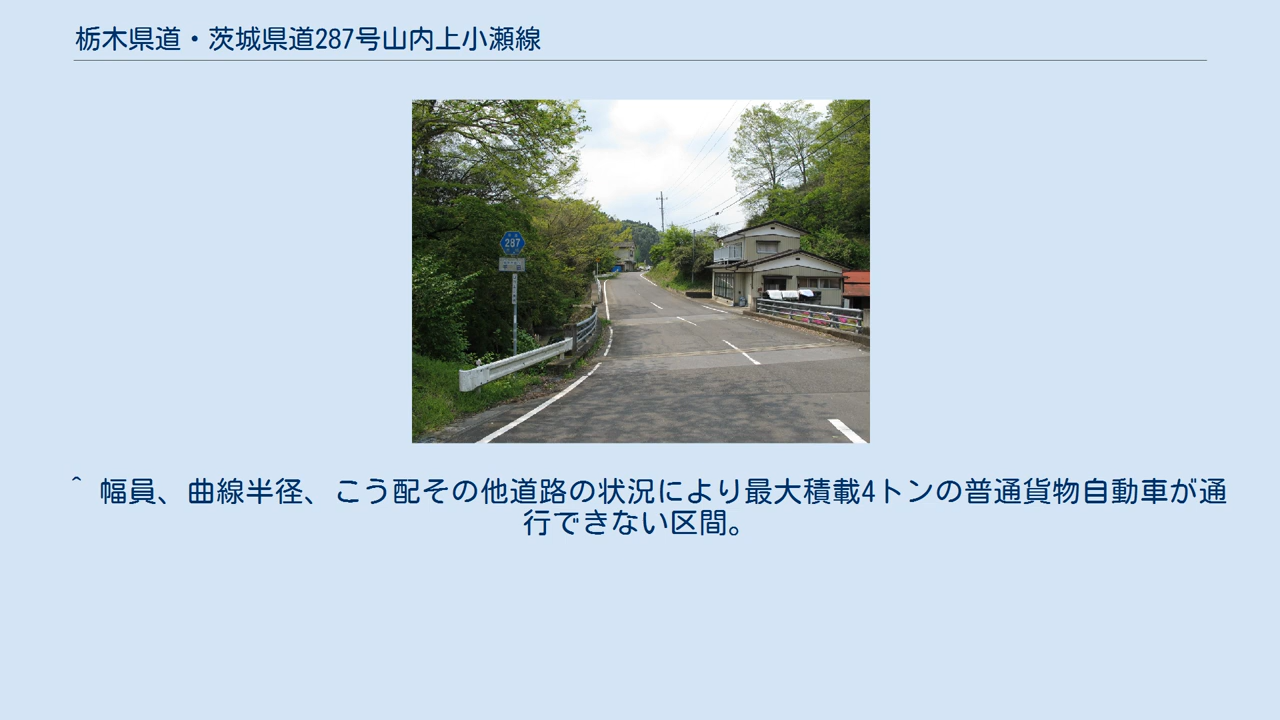 栃木県道・茨城県道287号山内上小瀬線
287
^ 幅員、曲線半径、こう配その他道路の状況により最大積載4トンの普通貨物自動車が通
行できない区間。